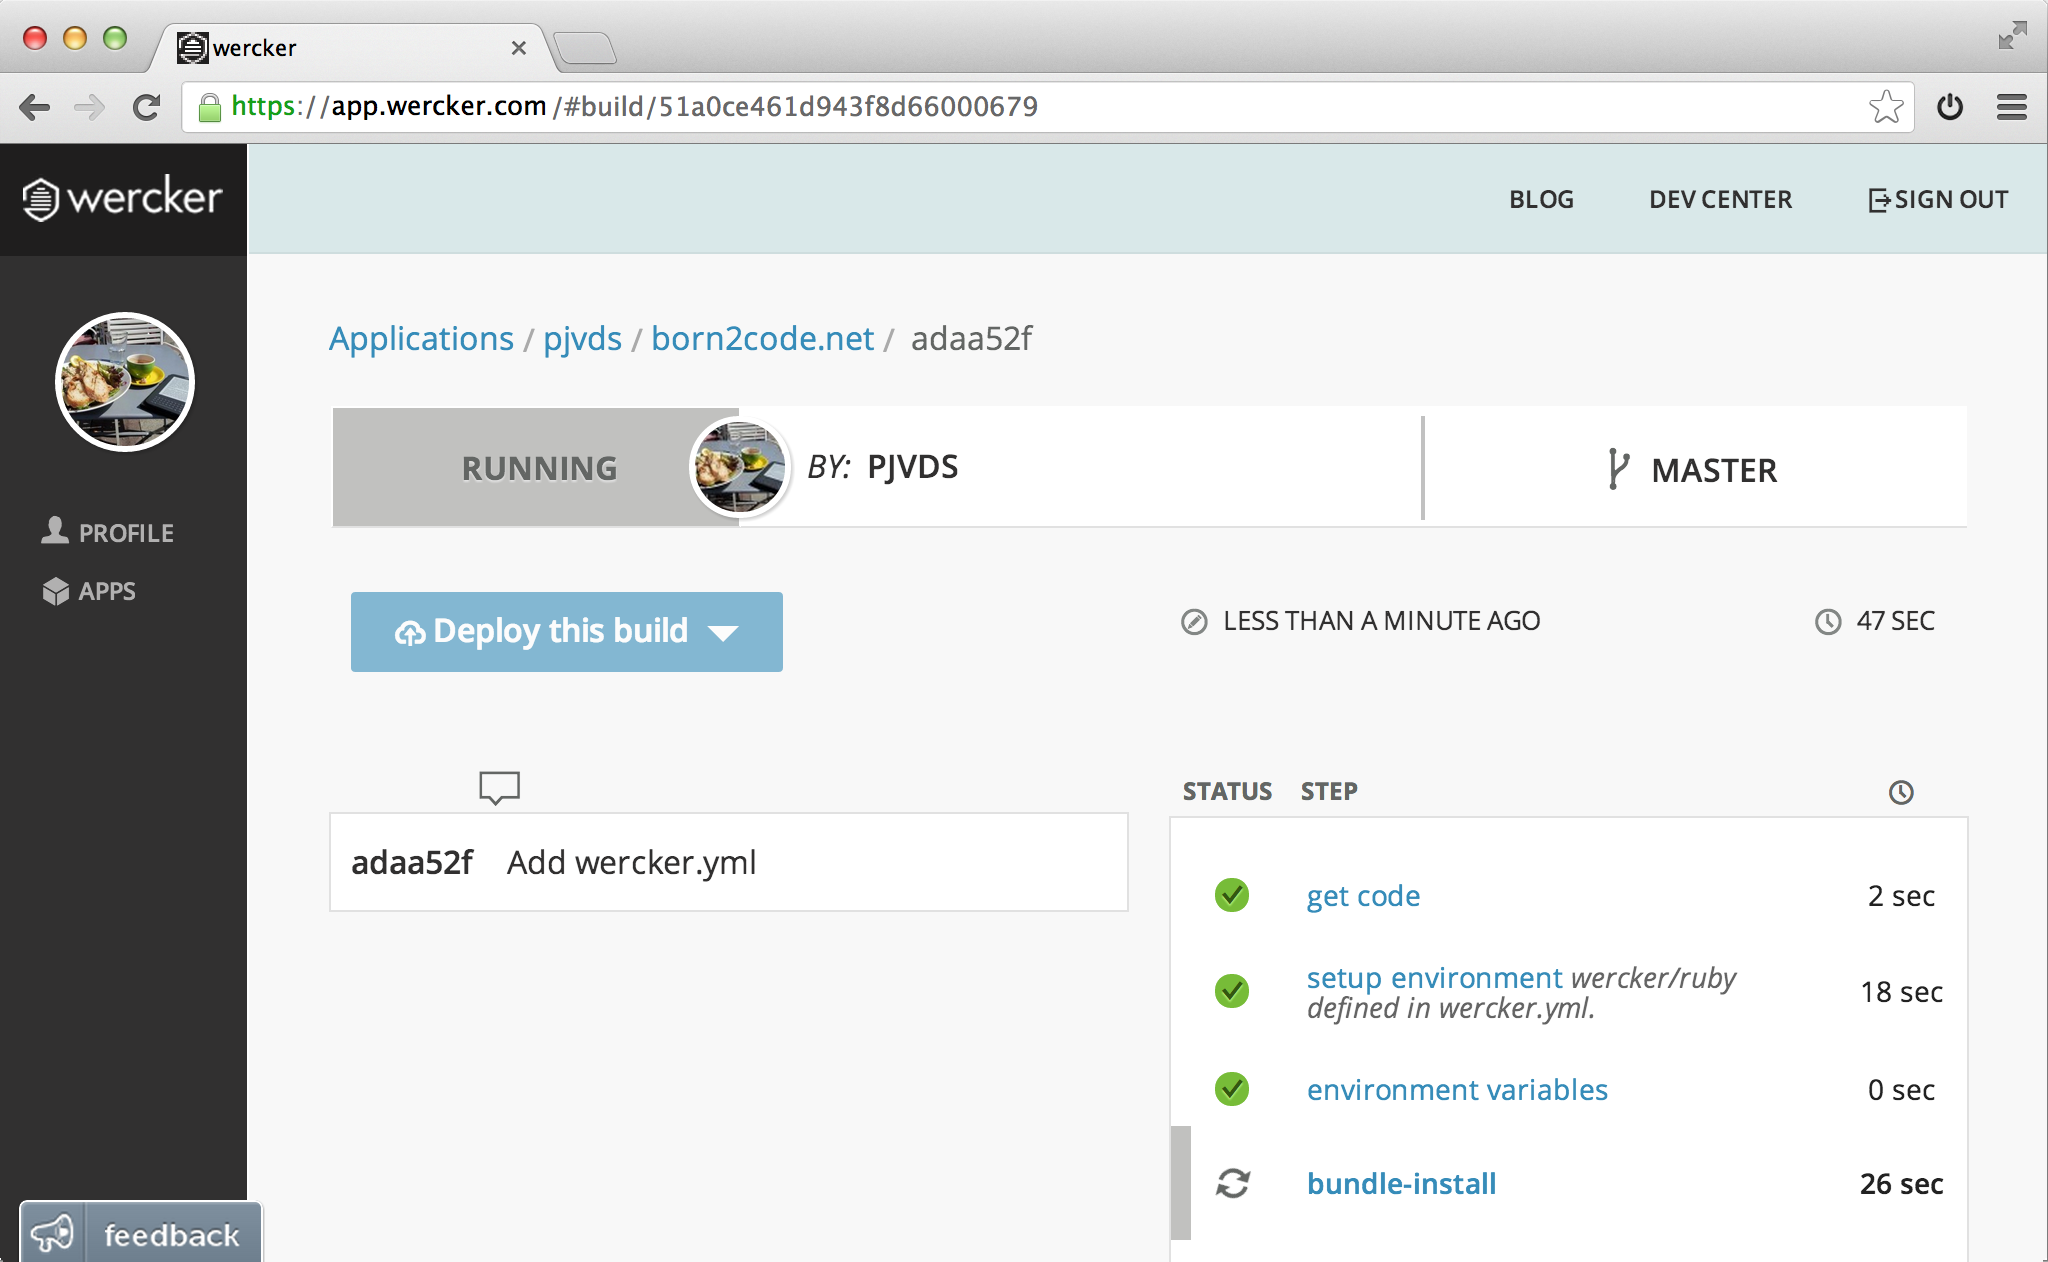 wercker
https://app.wercker.com/#build/51a0ce461d943f8d66000679
wercker
BLOG DEV CENTER SIGN OUT
Applications / pjvds / born2code.net / adaa52f
RUNNING BY: PJVDS MASTER
PROFILE
APPS
Deploy this build LESS THAN A MINUTE AGO 47 SEC
STATUS STEP
adaa52f Add wercker.yml
get code 2 sec
setup environment wercker/ruby
defined in wercker.yml. 18 sec
environment variables 0 sec
bundle-install 26 sec
feedback